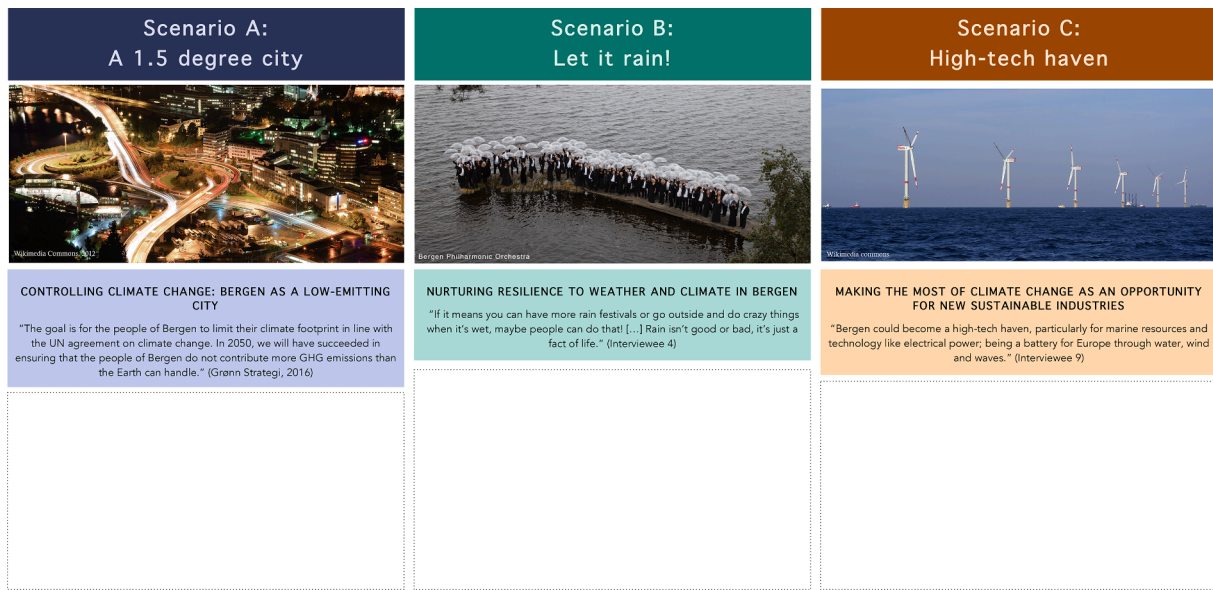 Scenario A:
A 1.5 degree city
Wikimedia Commons, 2012
CONTROLLING CLIMATE CHANGE: BERGEN AS A LOW-EMITTING
CITY
“The goal is for the people of Bergen to limit their climate footprint in line with
the UN agreement on climate change. In 2050, we will have succeeded in
ensuring that the people of Bergen do not contribute more GHG emissions than
the Earth can handle.” (Grønn Strategi, 2016)
Scenario B:
Let it rain!
Bergen Philharmonic Orchestra
NURTURING RESILIENCE TO WEATHER AND CLIMATE IN BERGEN
“If it means you can have more rain festivals or go outside and do crazy things
when it’s wet, maybe people can do that! […] Rain isn’t good or bad, it’s just a
fact of life.” (Interviewee 4)
Scenario C:
High-tech haven
Wikimedia commons
MAKING THE MOST OF CLIMATE CHANGE AS AN OPPORTUNITY
FOR NEW SUSTAINABLE INDUSTRIES
“Bergen could become a high-tech haven, particularly for marine resources and
technology like electrical power; being a battery for Europe through water, wind
and waves.” (Interviewee 9)